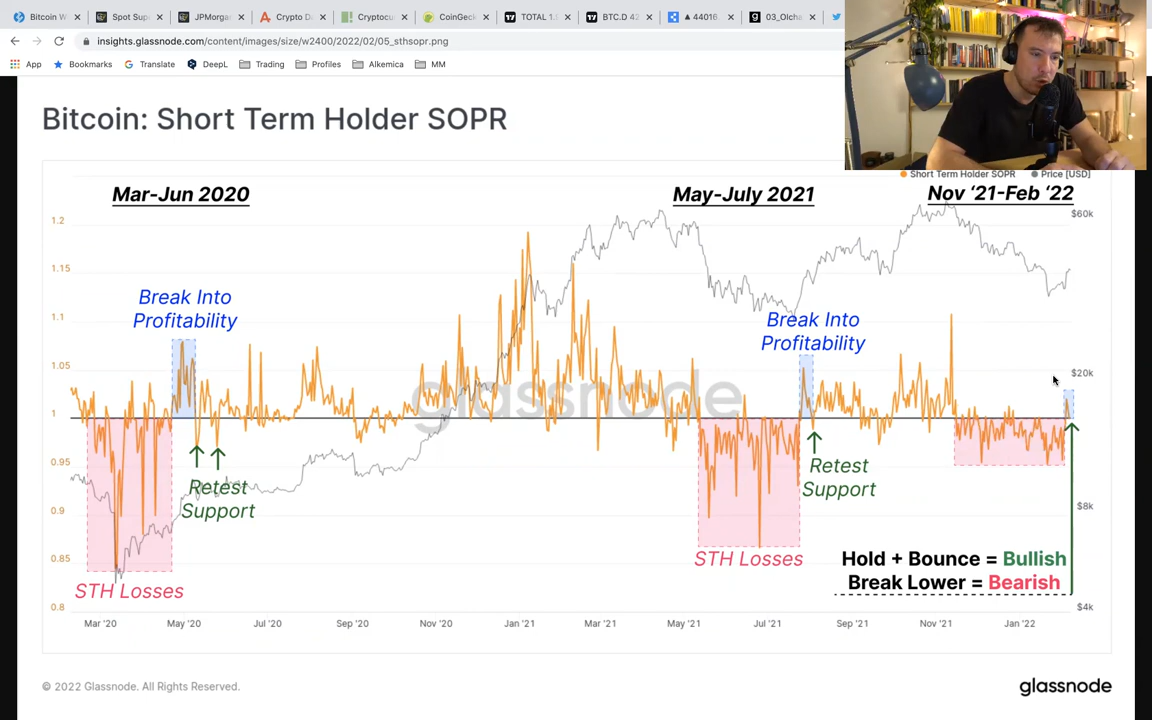 Bitcoin W
Spot Sup
JPMorga
Crypto D
Cryptocu
CoinGeck
TOTAL 1.
BTC.D 42
44016.
03_Olcha
insights.glassnode.com/content/images/size/w2400/2022/02/05_sthsopr.png
App
Bookmarks
Translate
DeepL
Trading
Profiles
Alkemica
MM
Bitcoin: Short Term Holder SOPR
Short Term Holder SOPR
Price [USD]
Mar-Jun 2020
May-July 2021
Nov ‘21-Feb ‘22
1.2
$60k
1.15
Break Into
Profitability
1.1
Break Into
Profitability
1.05
$20k
glassnode
1
0.95
Retest
Support
Retest
Support
0.9
$8k
0.85
STH Losses
STH Losses
Hold + Bounce = Bullish
Break Lower = Bearish
0.8
$4k
Mar '20
May '20
Jul '20
Sep '20
Nov '20
Jan '21
Mar '21
May '21
Jul '21
Sep '21
Nov '21
Jan '22
© 2022 Glassnode. All Rights Reserved.
glassnode